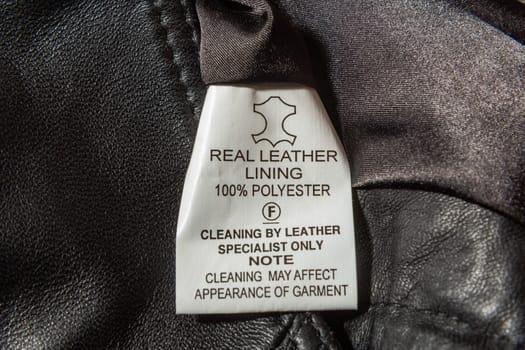 REAL LEATHER
LINING
100% POLYESTER
F
CLEANING BY LEATHER
SPECIALIST ONLY
NOTE
CLEANING MAY AFFECT
APPEARANCE OF GARMENT